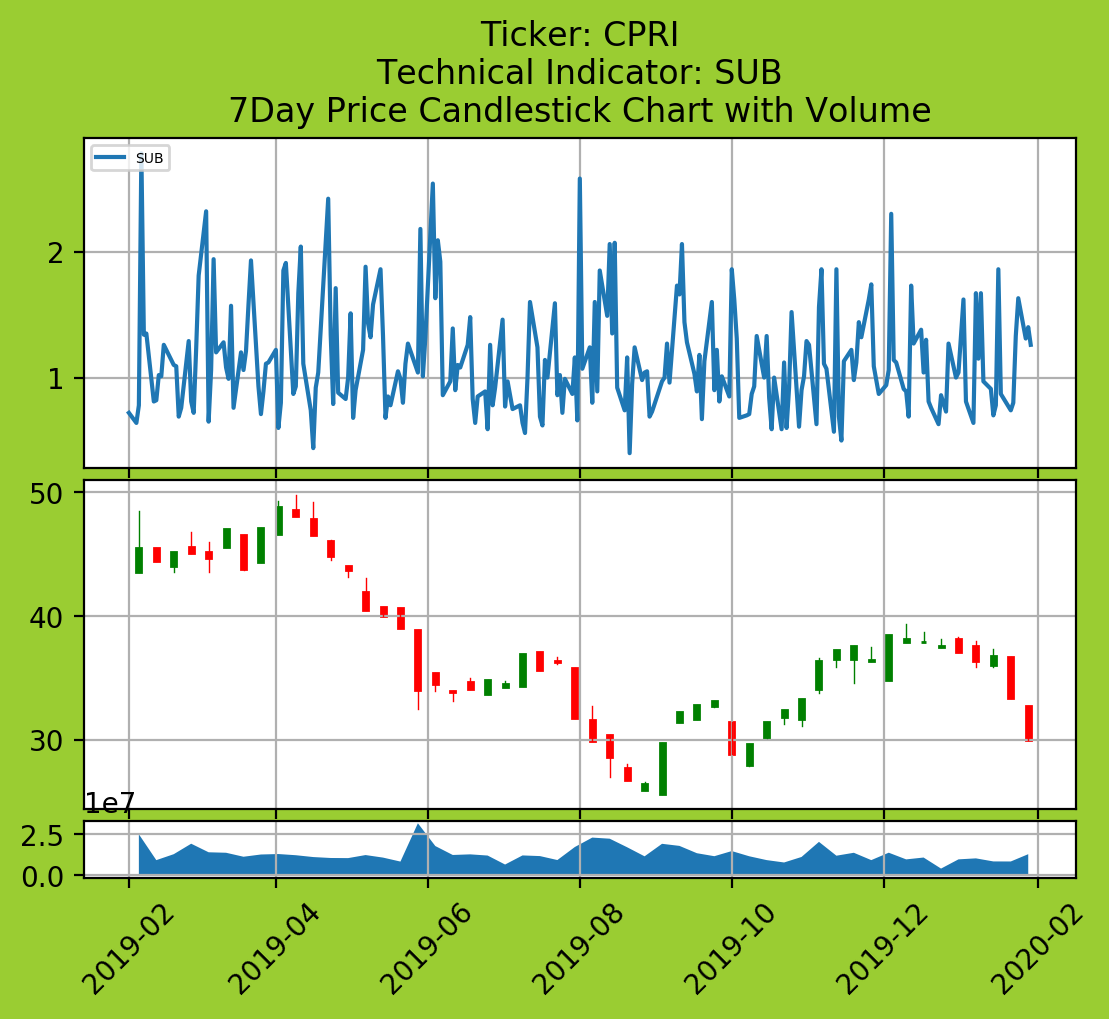 Ticker: CPRI
Technical Indicator: SUB
7Day Price Candlestick Chart with Volume
SUB
2
1
50
40
30
1e7
2.5
0.0
2019-02
2019-04
2019-06
2019-08
2019-10
2019-12
2020-02